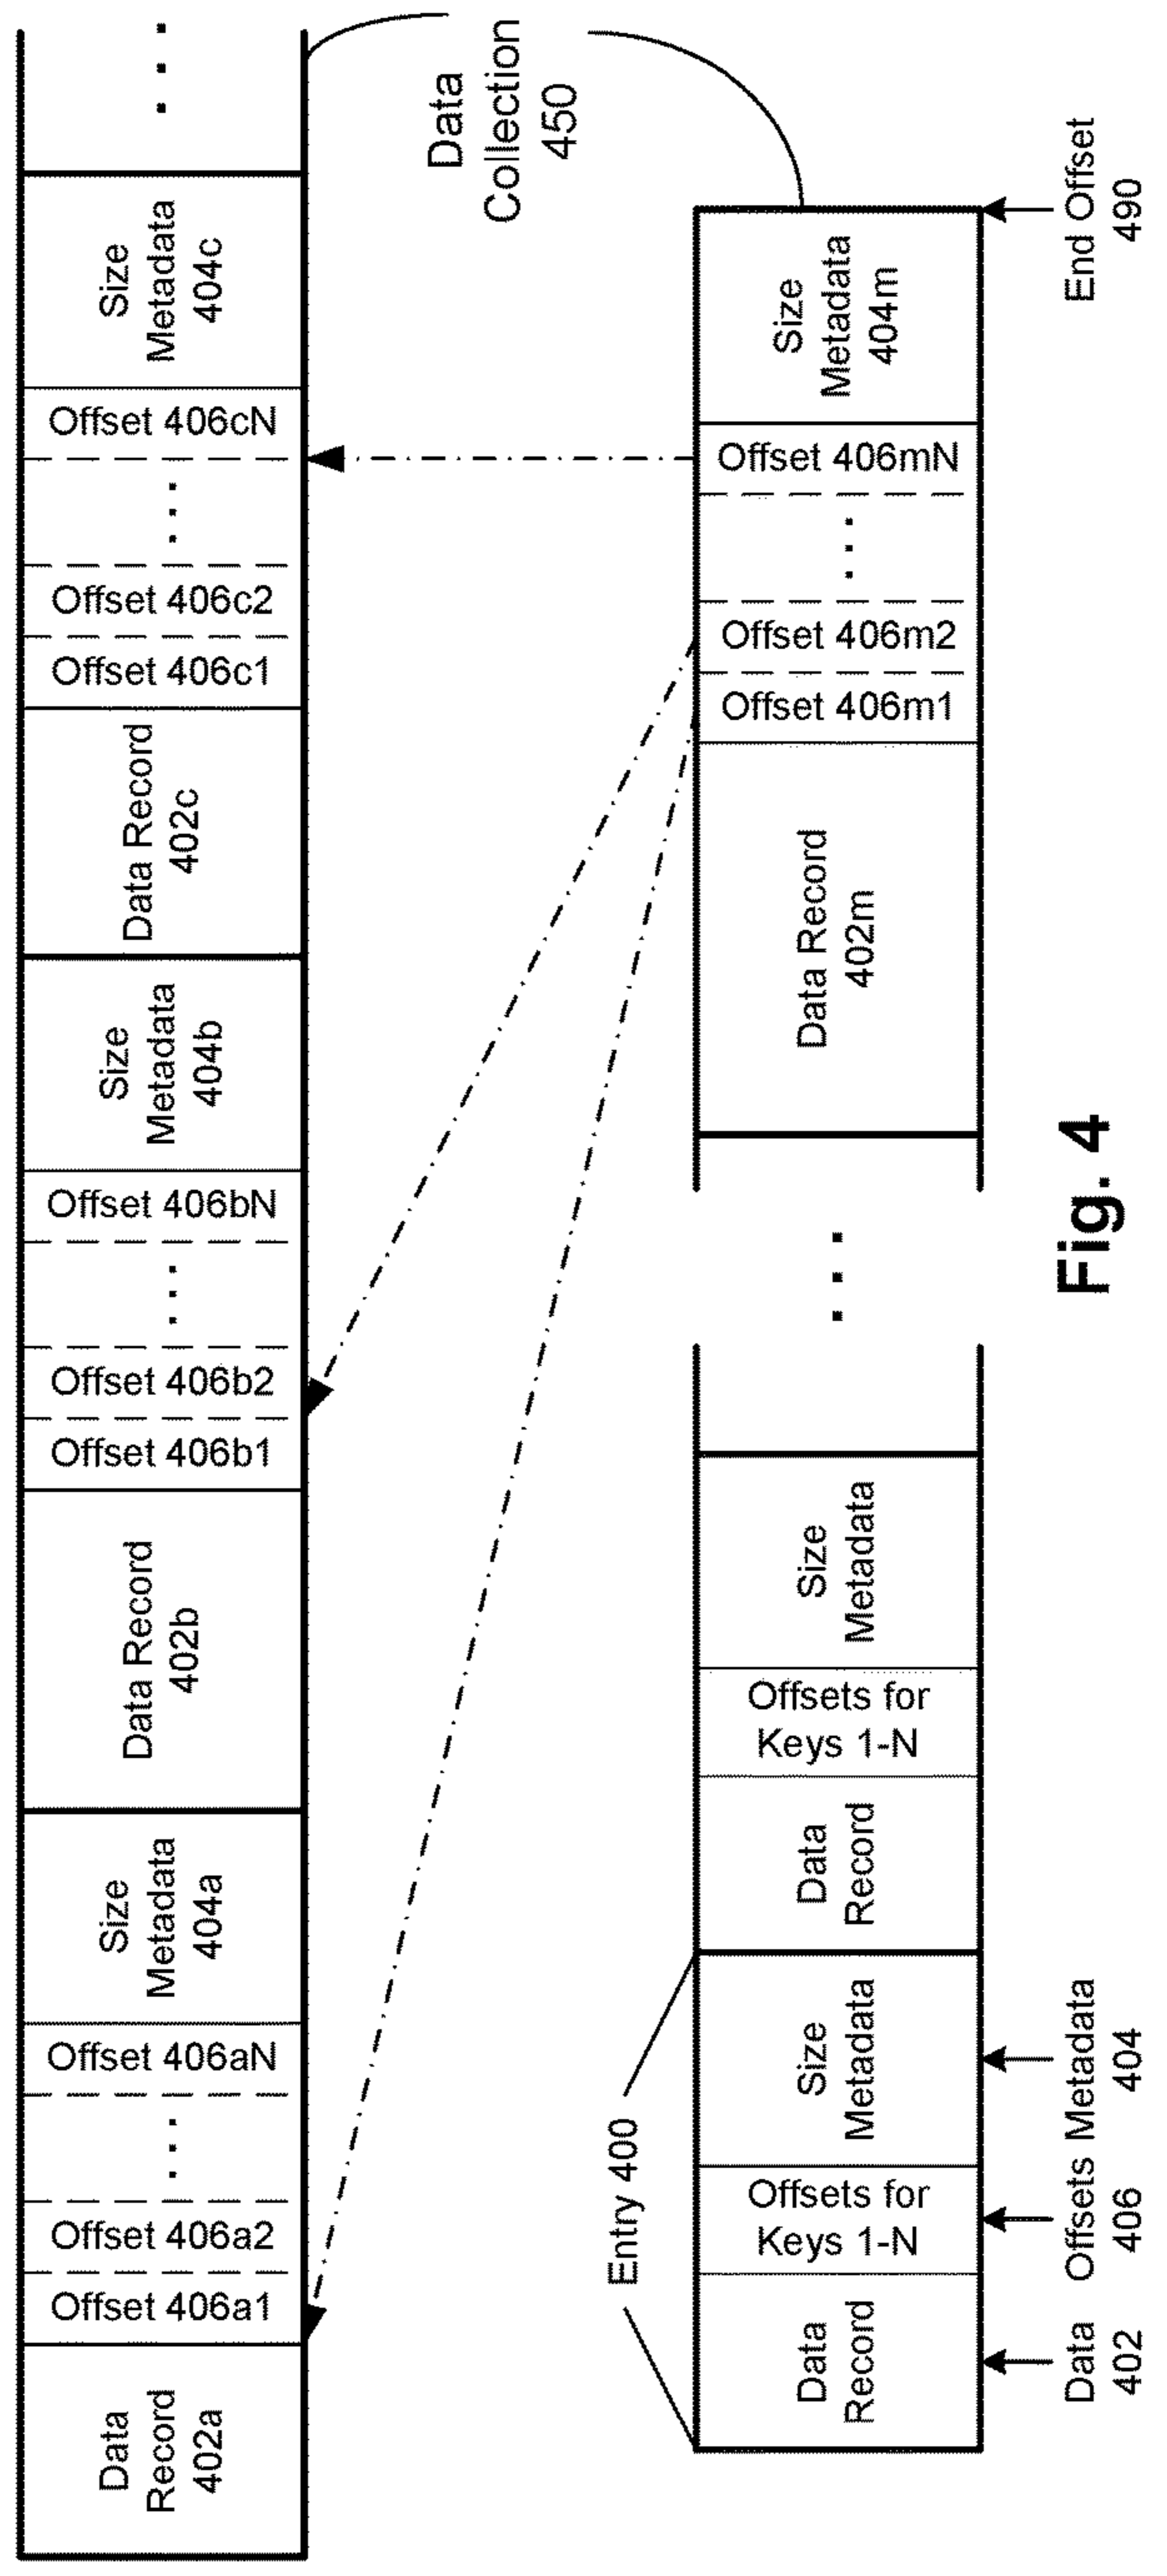 Data
Record
402a
Offset 406a1
Offset 406a2
. . .
Offset 406aN
Size
Metadata
404a
Data Record
402b
Offset 406b1
Offset 406b2
. . .
Offset 406bN
Size
Metadata
404b
Data Record
402c
Offset 406c1
Offset 406c2
. . .
Offset 406cN
Size
Metadata
404c
. . .
Data
Collection
450
Entry 400
Data
Record
Offsets for
Keys 1-N
Size
Metadata
Data
Record
Offsets for
Keys 1-N
Size
Metadata
. . .
Data Record
402m
Offset 406m1
Offset 406m2
. . .
Offset 406mN
Size
Metadata
404m
Data
402
Offsets
406
Metadata
404
End Offset
490
Fig. 4